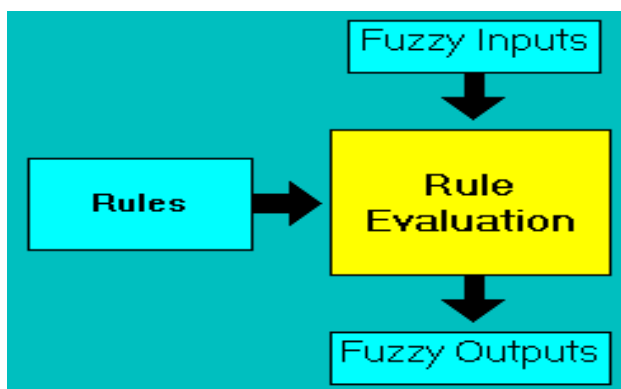 Fuzzy Inputs
Rules
Rule
Evaluation
Fuzzy Outputs